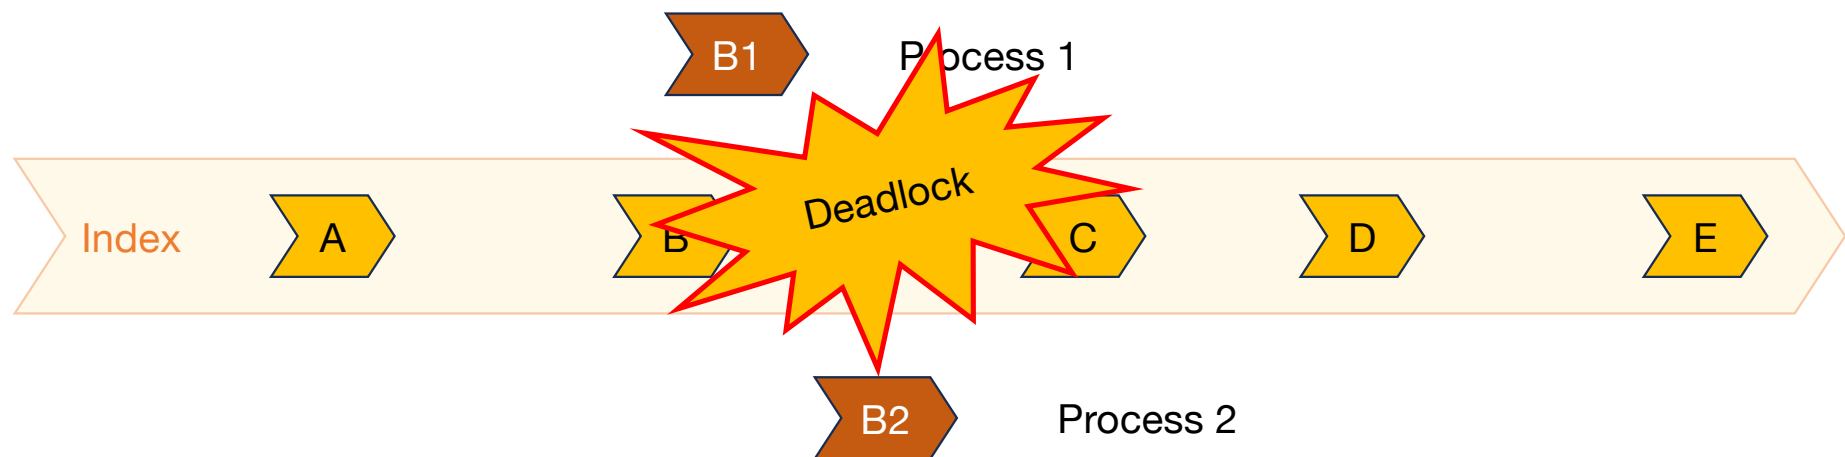 B1
Process 1
Deadlock
Index
A
B
C
D
E
B2
Process 2